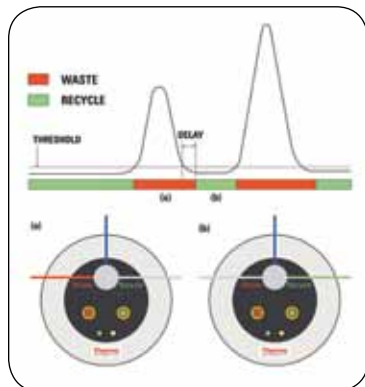 WASTE
RECYCLE
THRESHOLD
DELAY
(a)
(b)
(a)
(b)
Thermo
Thermo